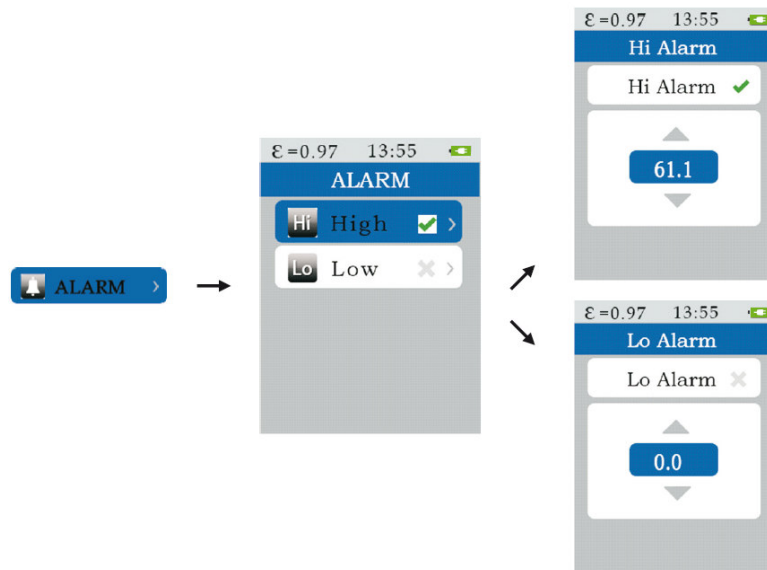 ALARM
ε=0.97 13:55
ALARM
Hi High
Lo Low
ε=0.97 13:55
Hi Alarm
Hi Alarm
61.1
ε=0.97 13:55
Lo Alarm
Lo Alarm
0.0